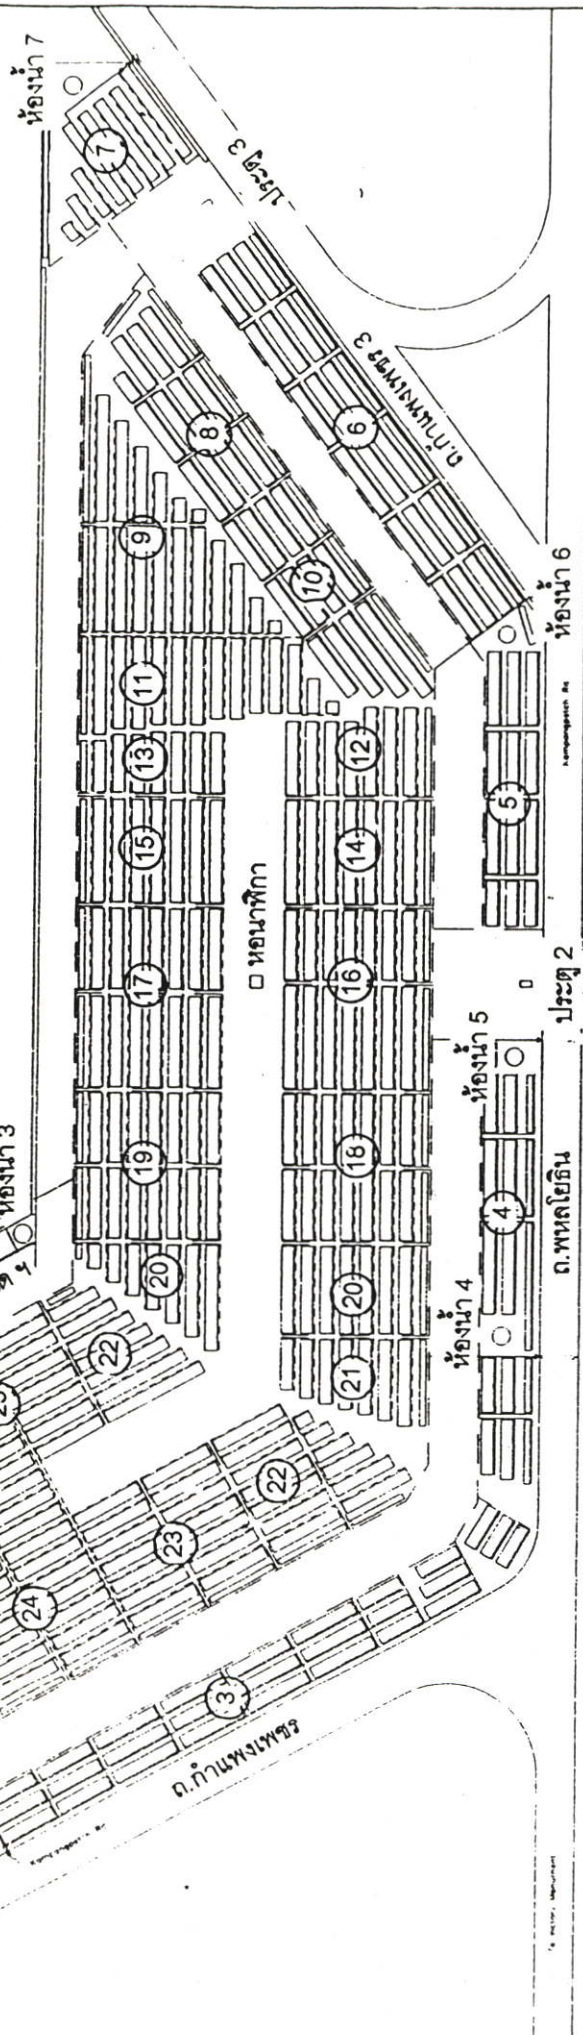 ห้องน้ำ 7
7
ประตู 3
6
ถ.กำแพงเพชร 3
8
9
10
ห้องน้ำ 6
11
12
13
5
14
15
หอนาฬิกา
16
17
ประตู 2
ห้องน้ำ 5
ห้องน้ำ 3
19
18
4
ถ.พหลโยธิน
20
20
ห้องน้ำ 4
22
21
22
23
24
3
ถ.กำแพงเพชร